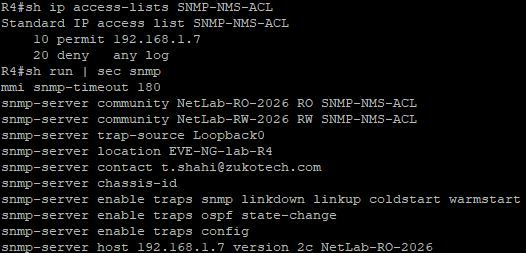 R4#sh ip access-lists SNMP-NMS-ACL
Standard IP access list SNMP-NMS-ACL
    10 permit 192.168.1.7
    20 deny   any log
R4#sh run | sec snmp
mmi snmp-timeout 180
snmp-server community NetLab-RO-2026 RO SNMP-NMS-ACL
snmp-server community NetLab-RW-2026 RW SNMP-NMS-ACL
snmp-server trap-source Loopback0
snmp-server location EVE-NG-lab-R4
snmp-server contact t.shahi@zukotech.com
snmp-server chassis-id
snmp-server enable traps snmp linkdown linkup coldstart warmstart
snmp-server enable traps ospf state-change
snmp-server enable traps config
snmp-server host 192.168.1.7 version 2c NetLab-RO-2026